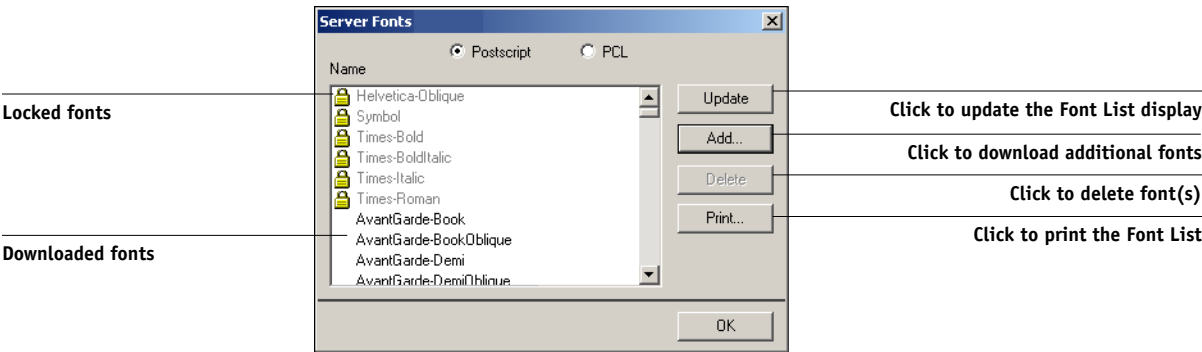 Server Fonts
Postscript
PCL
Name
Helvetica-Oblique
Symbol
Times-Bold
Times-BoldItalic
Times-Italic
Times-Roman
AvantGarde-Book
AvantGarde-BookOblique
AvantGarde-Demi
AvantGarde-DemiOblique
Update
Add...
Delete
Print...
OK
Locked fonts
Downloaded fonts
Click to update the Font List display
Click to download additional fonts
Click to delete font(s)
Click to print the Font List